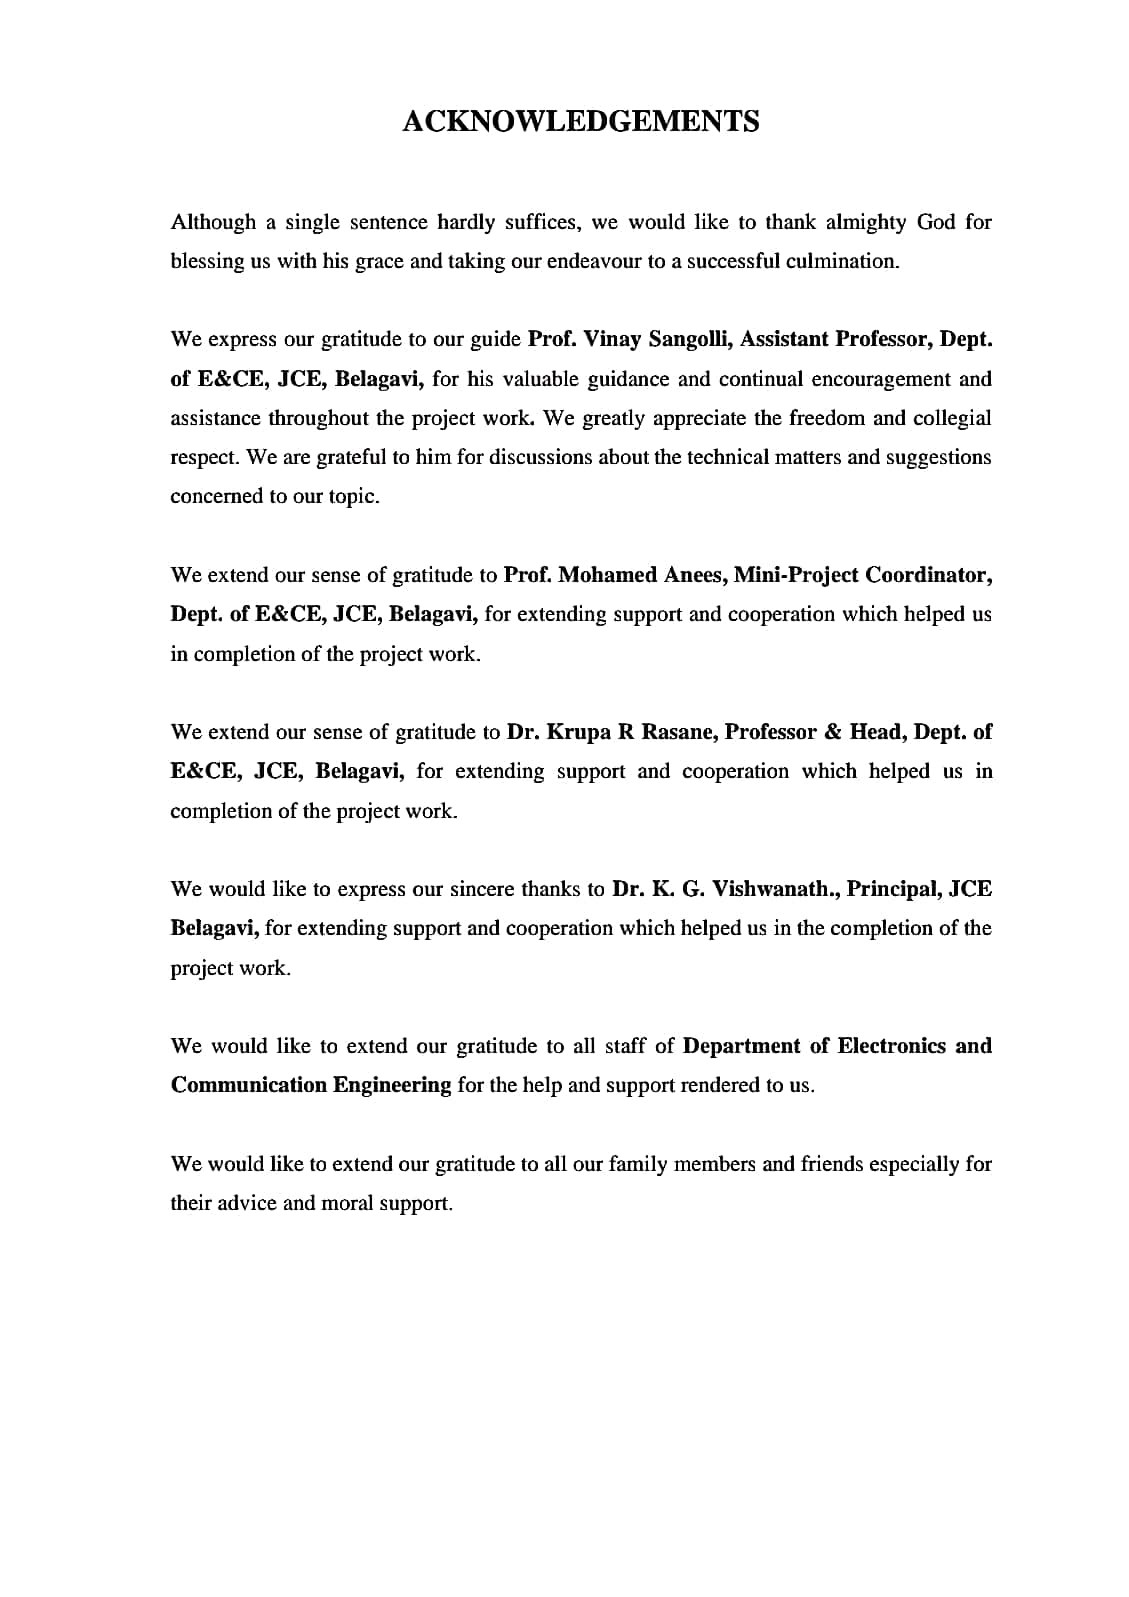 ACKNOWLEDGEMENTS
Although a single sentence hardly suffices, we would like to thank almighty God for
blessing us with his grace and taking our endeavour to a successful culmination.
We express our gratitude to our guide Prof. Vinay Sangolli, Assistant Professor, Dept.
of E&CE, JCE, Belagavi, for his valuable guidance and continual encouragement and
assistance throughout the project work. We greatly appreciate the freedom and collegial
respect. We are grateful to him for discussions about the technical matters and suggestions
concerned to our topic.
We extend our sense of gratitude to Prof. Mohamed Anees, Mini-Project Coordinator,
Dept. of E&CE, JCE, Belagavi, for extending support and cooperation which helped us
in completion of the project work.
We extend our sense of gratitude to Dr. Krupa R Rasane, Professor & Head, Dept. of
E&CE, JCE, Belagavi, for extending support and cooperation which helped us in
completion of the project work.
We would like to express our sincere thanks to Dr. K. G. Vishwanath., Principal, JCE
Belagavi, for extending support and cooperation which helped us in the completion of the
project work.
We would like to extend our gratitude to all staff of Department of Electronics and
Communication Engineering for the help and support rendered to us.
We would like to extend our gratitude to all our family members and friends especially for
their advice and moral support.